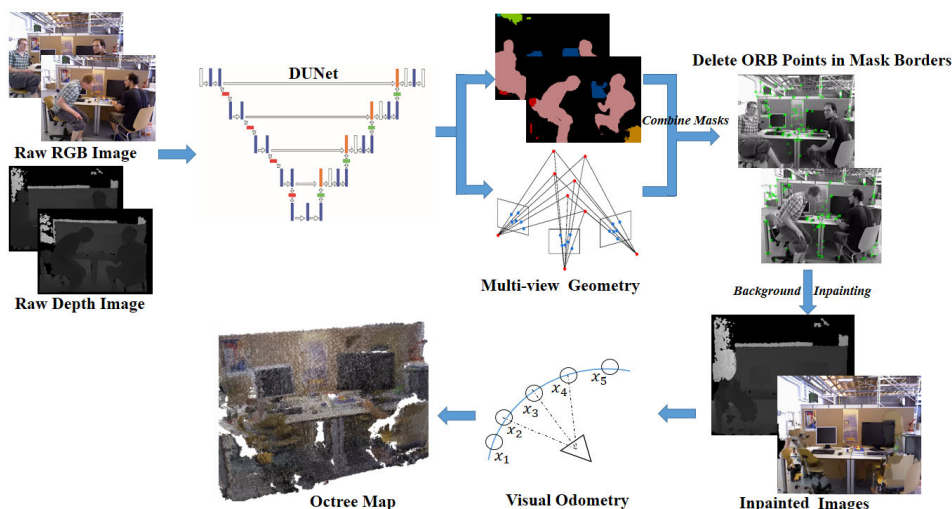 DUNet
Delete ORB Points in Mask Borders
Raw RGB Image
Combine Masks
Raw Depth Image
Multi-view Geometry
Background Inpainting
x₁
x₂
x₃
x₄
x₅
Octree Map
Visual Odometry
Inpainted Images